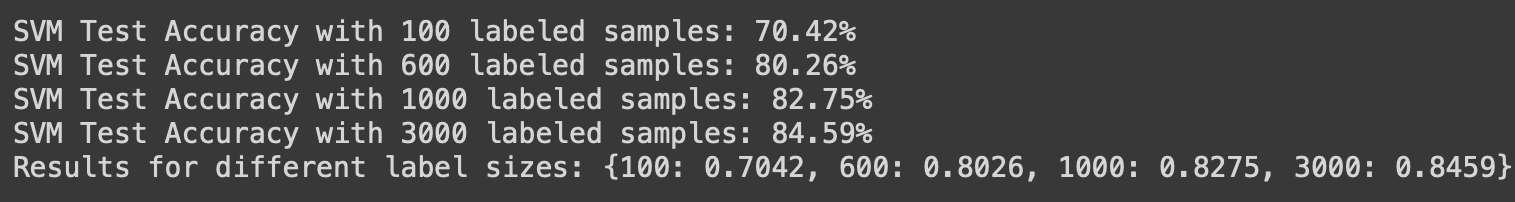 SVM Test Accuracy with 100 labeled samples: 70.42%
SVM Test Accuracy with 600 labeled samples: 80.26%
SVM Test Accuracy with 1000 labeled samples: 82.75%
SVM Test Accuracy with 3000 labeled samples: 84.59%
Results for different label sizes: {100: 0.7042, 600: 0.8026, 1000: 0.8275, 3000: 0.8459}